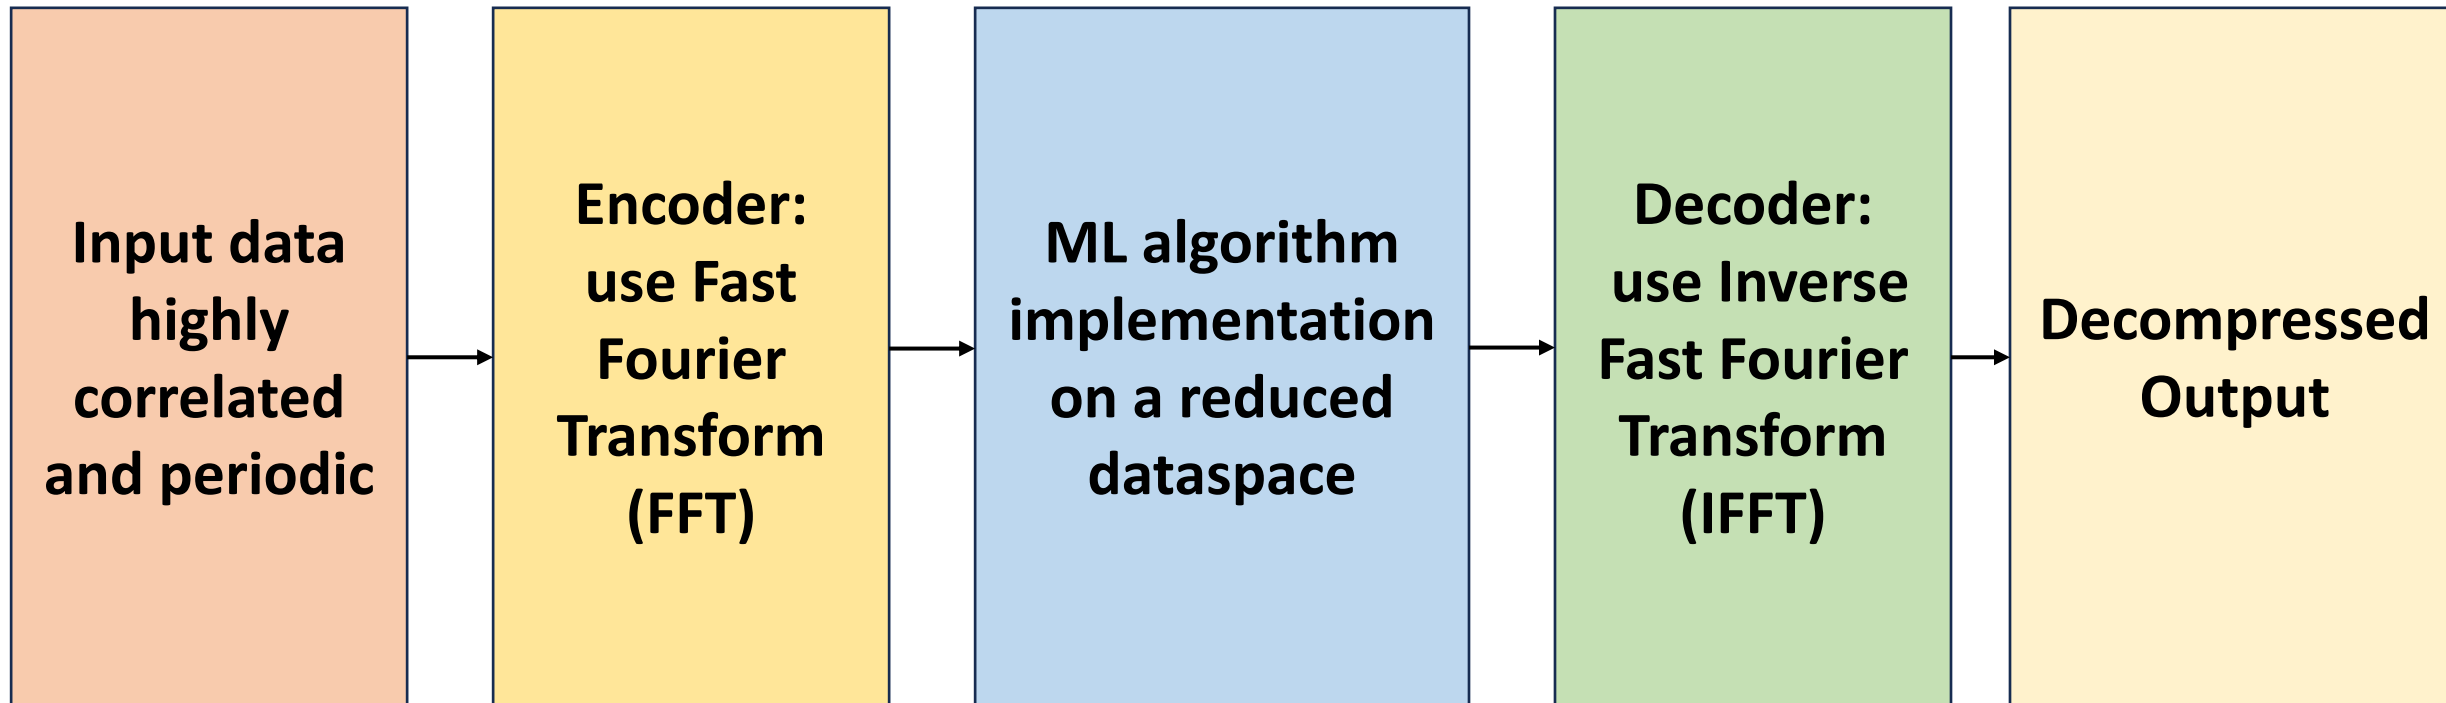 Input data
highly
correlated
and periodic
Encoder:
use Fast
Fourier
Transform
(FFT)
ML algorithm
implementation
on a reduced
dataspace
Decoder:
use Inverse
Fast Fourier
Transform
(IFFT)
Decompressed
Output